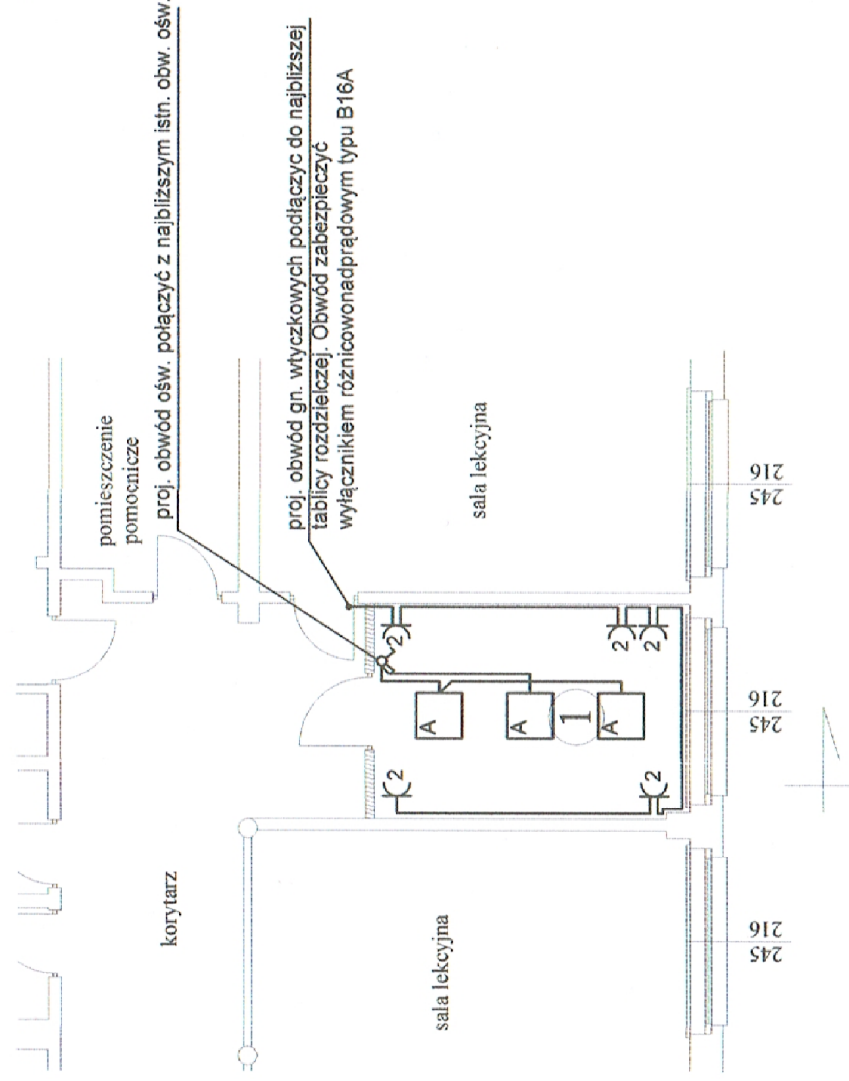 proj. obwód ośw. połączyć z najbliższym istn. obw. ośw.
proj. obwód gn. wtyczkowych podłączyc do najbliższej
tablicy rozdzielczej. Obwód zabezpieczyć
wyłącznikiem różnicowonadprądowym typu B16A
pomieszczenie
pomocnicze
korytarz
sala lekcyjna
sala lekcyjna
2
2
2
2
2
A
A
A
1
216
245
216
245
216
245